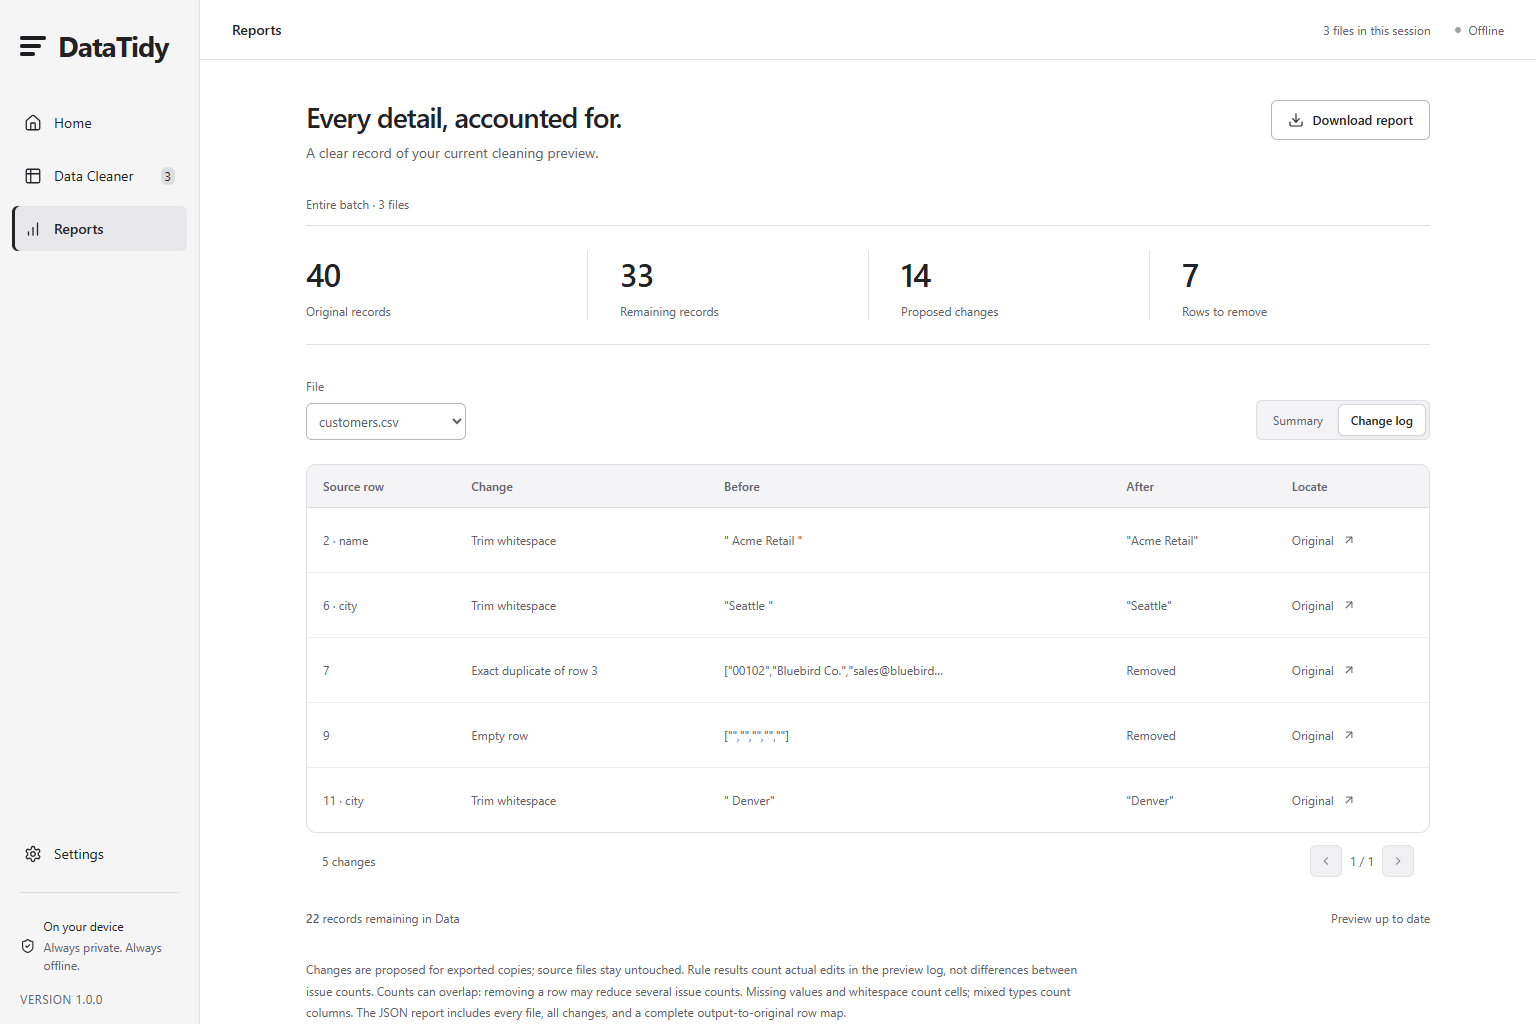 DataTidy
Home
Data Cleaner 3
Reports
Settings
On your device
Always private. Always
offline.
VERSION 1.0.0
Reports
3 files in this session
Offline
Every detail, accounted for.
A clear record of your current cleaning preview.
Download report
Entire batch · 3 files
40
Original records
33
Remaining records
14
Proposed changes
7
Rows to remove
File
customers.csv
Summary
Change log
Source row Change Before After Locate
2 · name Trim whitespace " Acme Retail " "Acme Retail" Original
6 · city Trim whitespace "Seattle " "Seattle" Original
7 Exact duplicate of row 3 ["00102","Bluebird Co.","sales@bluebird... Removed Original
9 Empty row ["","","","",""] Removed Original
11 · city Trim whitespace " Denver" "Denver" Original
5 changes
1 / 1
22 records remaining in Data
Preview up to date
Changes are proposed for exported copies; source files stay untouched. Rule results count actual edits in the preview log, not differences between
issue counts. Counts can overlap: removing a row may reduce several issue counts. Missing values and whitespace count cells; mixed types count
columns. The JSON report includes every file, all changes, and a complete output-to-original row map.